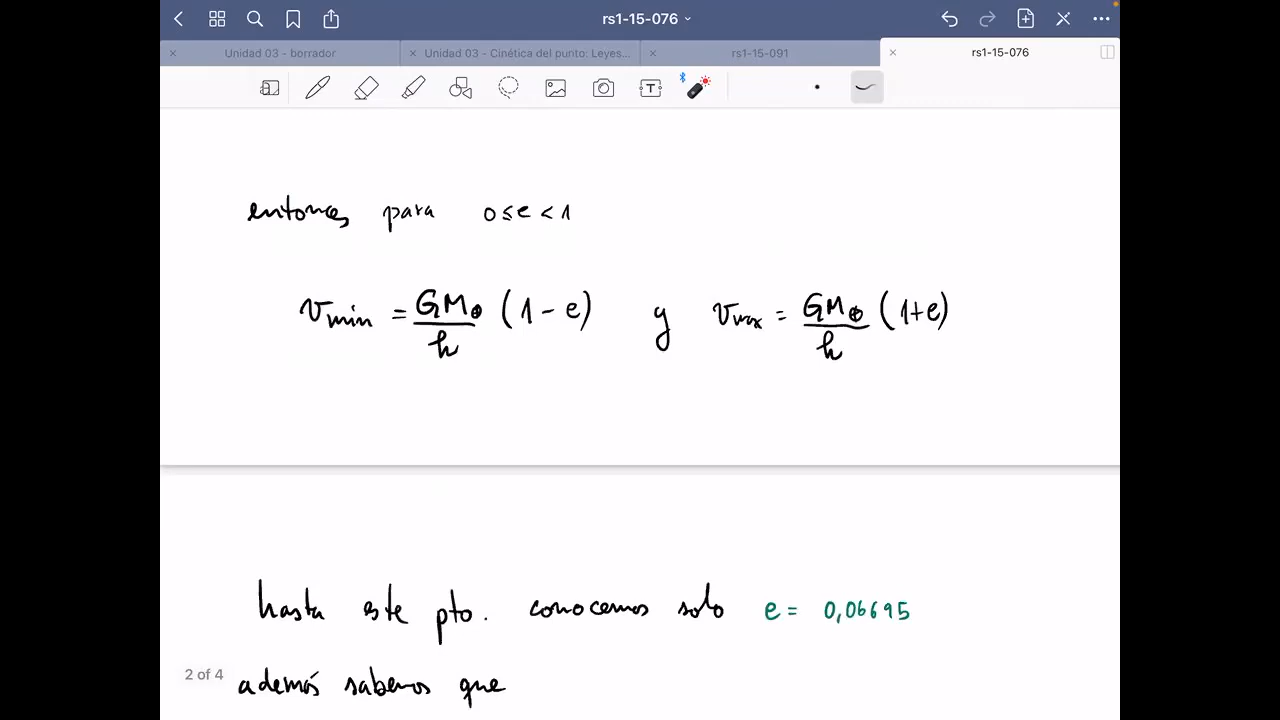 rs1-15-076
Unidad 03 - borrador
Unidad 03 - Cinética del punto: Leyes...
rs1-15-091
rs1-15-076
entonces para 0 ≤ e < 1
v_min = GM⊕/h (1 - e) y v_max = GM⊕/h (1+e)
hasta este pto. conocemos solo e = 0,06695
2 of 4
además sabemos que